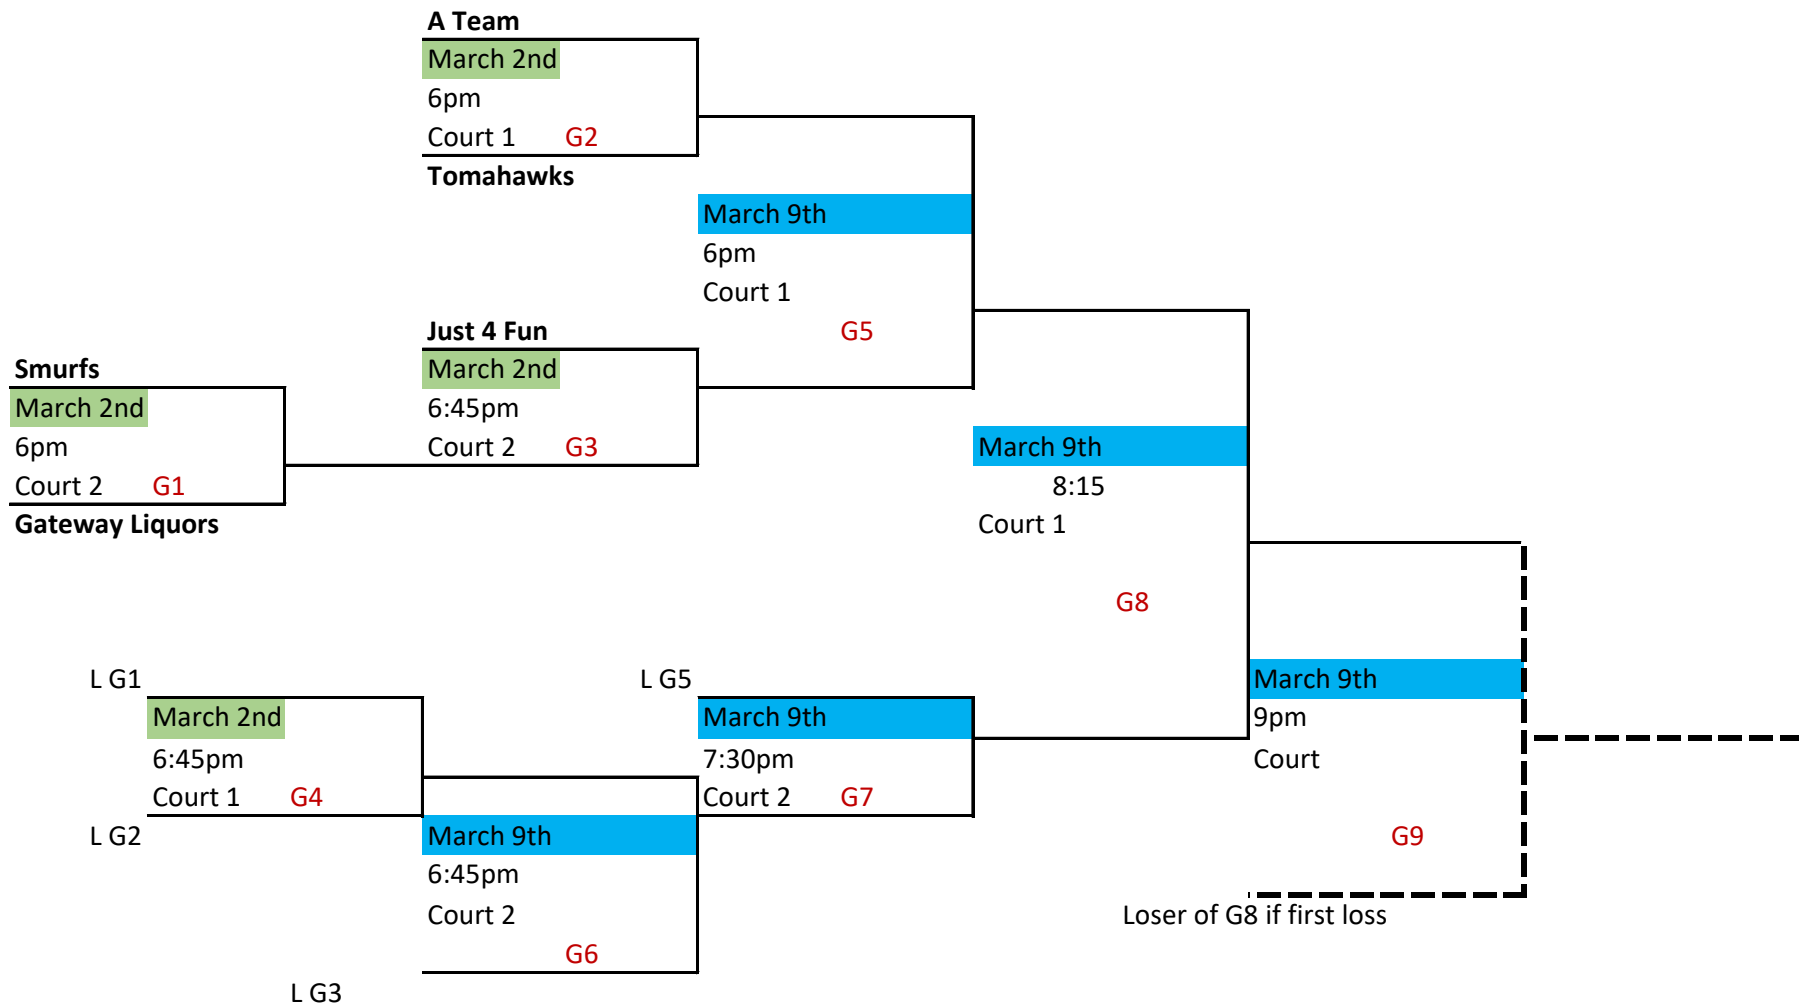 A Team
March 2nd
6pm
Court 1 G2
Tomahawks
March 9th
6pm
Court 1
G5
Just 4 Fun
March 2nd
6:45pm
Court 2 G3
Smurfs
March 2nd
6pm
Court 2 G1
Gateway Liquors
March 9th
8:15
Court 1
G8
L G1
March 2nd
6:45pm
Court 1 G4
L G2
L G5
March 9th
7:30pm
Court 2 G7
March 9th
6:45pm
Court 2
G6
L G3
March 9th
9pm
Court
G9
Loser of G8 if first loss